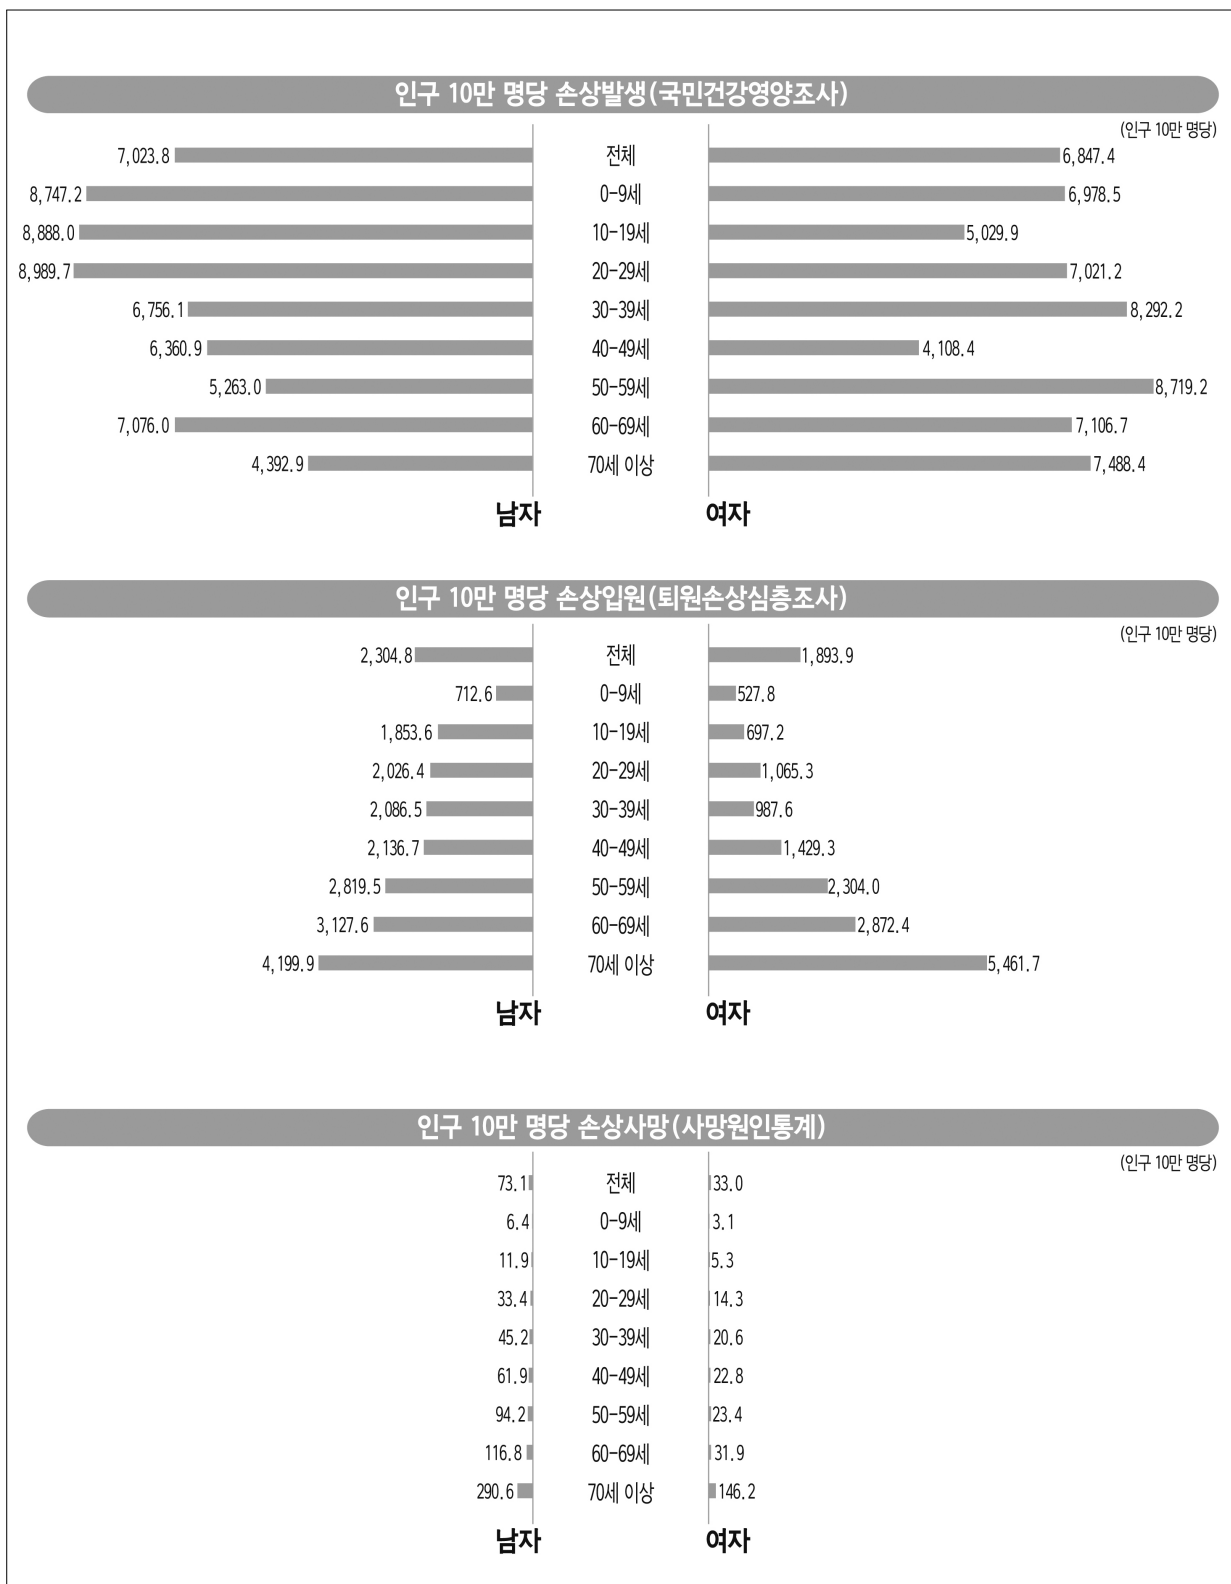 인구 10만 명당 손상발생(국민건강영양조사)
(인구 10만 명당)
7,023.8 전체 6,847.4
8,747.2 0-9세 6,978.5
8,888.0 10-19세 5,029.9
8,989.7 20-29세 7,021.2
6,756.1 30-39세 8,292.2
6,360.9 40-49세 4,108.4
5,263.0 50-59세 8,719.2
7,076.0 60-69세 7,106.7
4,392.9 70세 이상 7,488.4
남자 여자
인구 10만 명당 손상입원(퇴원손상심층조사)
(인구 10만 명당)
2,304.8 전체 1,893.9
712.6 0-9세 527.8
1,853.6 10-19세 697.2
2,026.4 20-29세 1,065.3
2,086.5 30-39세 987.6
2,136.7 40-49세 1,429.3
2,819.5 50-59세 2,304.0
3,127.6 60-69세 2,872.4
4,199.9 70세 이상 5,461.7
남자 여자
인구 10만 명당 손상사망(사망원인통계)
(인구 10만 명당)
73.1 전체 33.0
6.4 0-9세 3.1
11.9 10-19세 5.3
33.4 20-29세 14.3
45.2 30-39세 20.6
61.9 40-49세 22.8
94.2 50-59세 23.4
116.8 60-69세 31.9
290.6 70세 이상 146.2
남자 여자